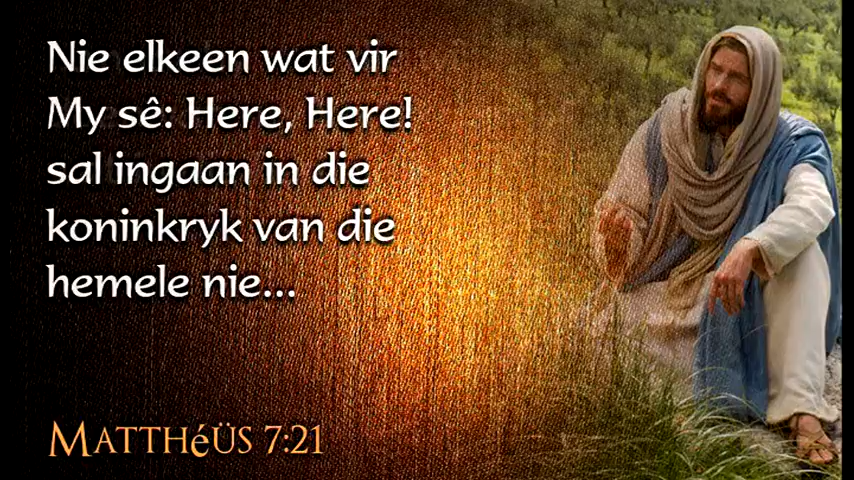 Nie elkeen wat vir
My sê: Here, Here!
sal ingaan in die
koninkryk van die
hemele nie...
MATTHéÜS 7:21